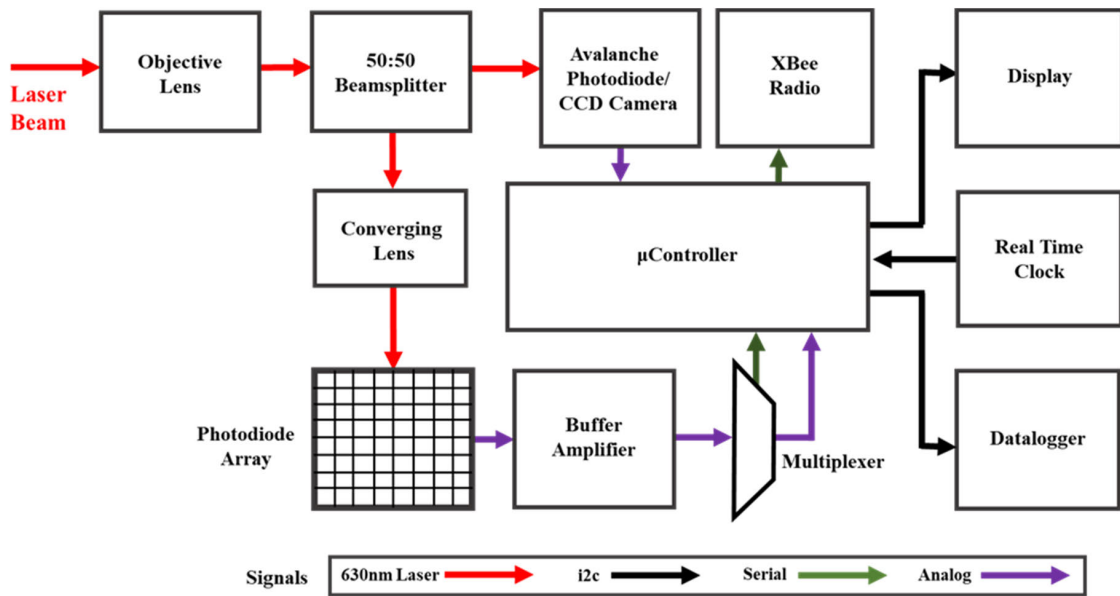 Laser
Beam
Objective
Lens
50:50
Beamsplitter
Avalanche
Photodiode/
CCD Camera
XBee
Radio
Display
Converging
Lens
µController
Real Time
Clock
Photodiode
Array
Buffer
Amplifier
Multiplexer
Datalogger
Signals
630nm Laser
i2c
Serial
Analog